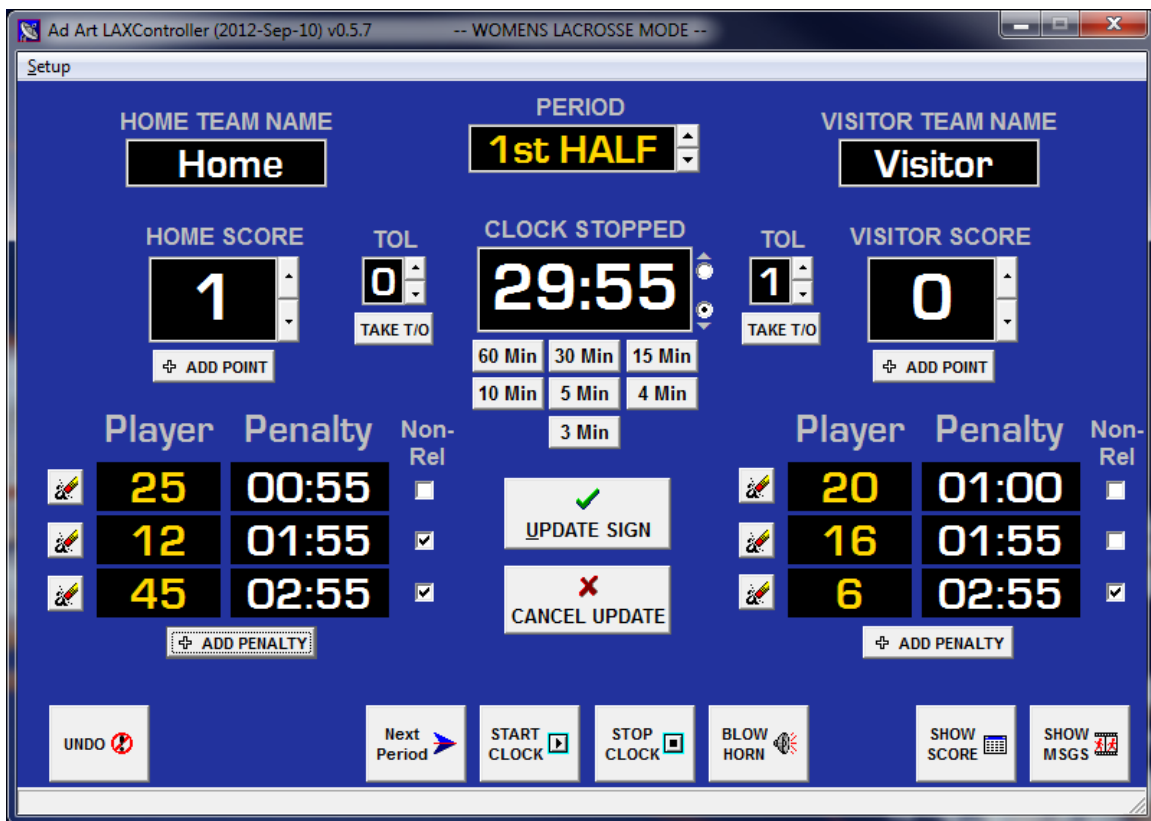 Ad Art LAXController (2012-Sep-10) v0.5.7 -- WOMENS LACROSSE MODE --
Setup
HOME TEAM NAME PERIOD VISITOR TEAM NAME
Home 1st HALF Visitor
HOME SCORE TOL CLOCK STOPPED TOL VISITOR SCORE
1 0 29:55 1 0
TAKE T/O TAKE T/O
ADD POINT 60 Min 30 Min 15 Min ADD POINT
10 Min 5 Min 4 Min
3 Min
Player Penalty Non-Rel Player Penalty Non-Rel
25 00:55 20 01:00
12 01:55 16 01:55
45 02:55 6 02:55
UPDATE SIGN
CANCEL UPDATE
ADD PENALTY ADD PENALTY
UNDO Next Period START CLOCK STOP CLOCK BLOW HORN SHOW SCORE SHOW MSGS